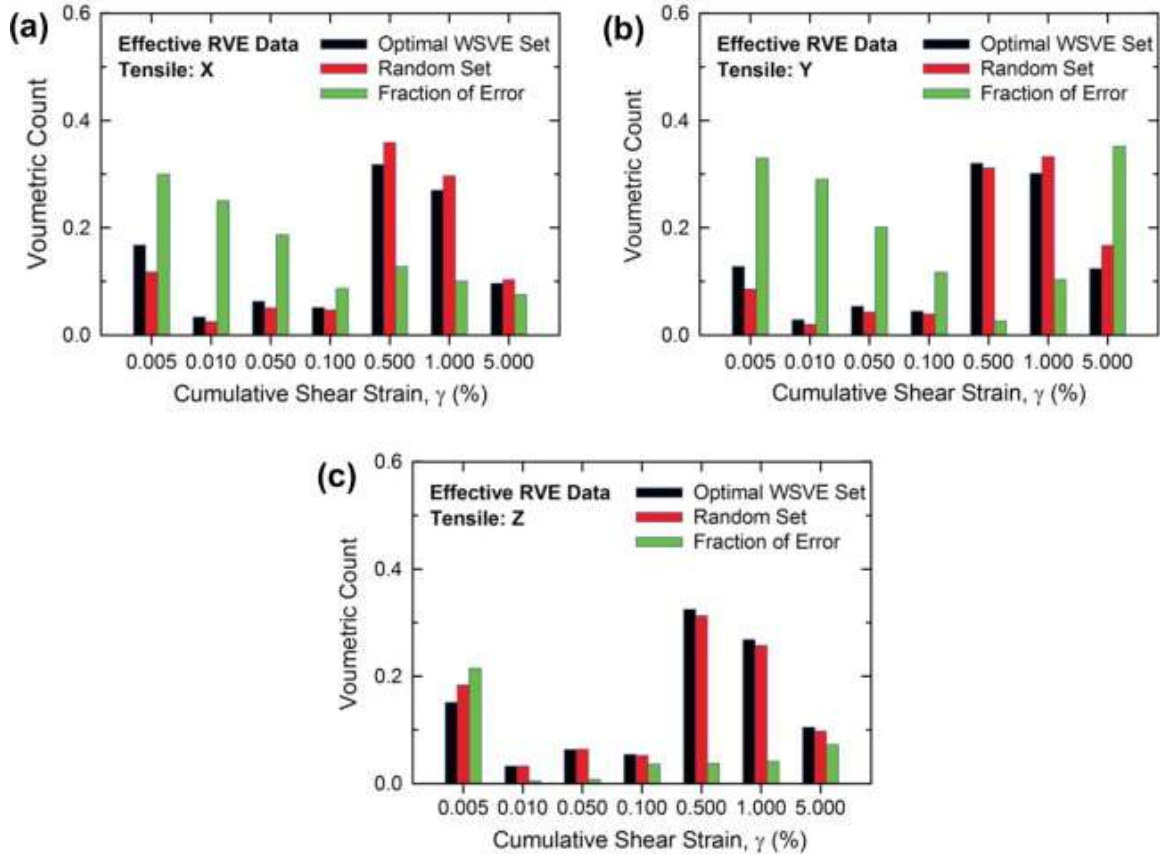 (a)
Effective RVE Data
Tensile: X
Optimal WSVE Set
Random Set
Fraction of Error
Voumetric Count
0.6
0.4
0.2
0.0
0.005 0.010 0.050 0.100 0.500 1.000 5.000
Cumulative Shear Strain, γ (%)
(b)
Effective RVE Data
Tensile: Y
Optimal WSVE Set
Random Set
Fraction of Error
Voumetric Count
0.6
0.4
0.2
0.0
0.005 0.010 0.050 0.100 0.500 1.000 5.000
Cumulative Shear Strain, γ (%)
(c)
Effective RVE Data
Tensile: Z
Optimal WSVE Set
Random Set
Fraction of Error
Voumetric Count
0.6
0.4
0.2
0.0
0.005 0.010 0.050 0.100 0.500 1.000 5.000
Cumulative Shear Strain, γ (%)